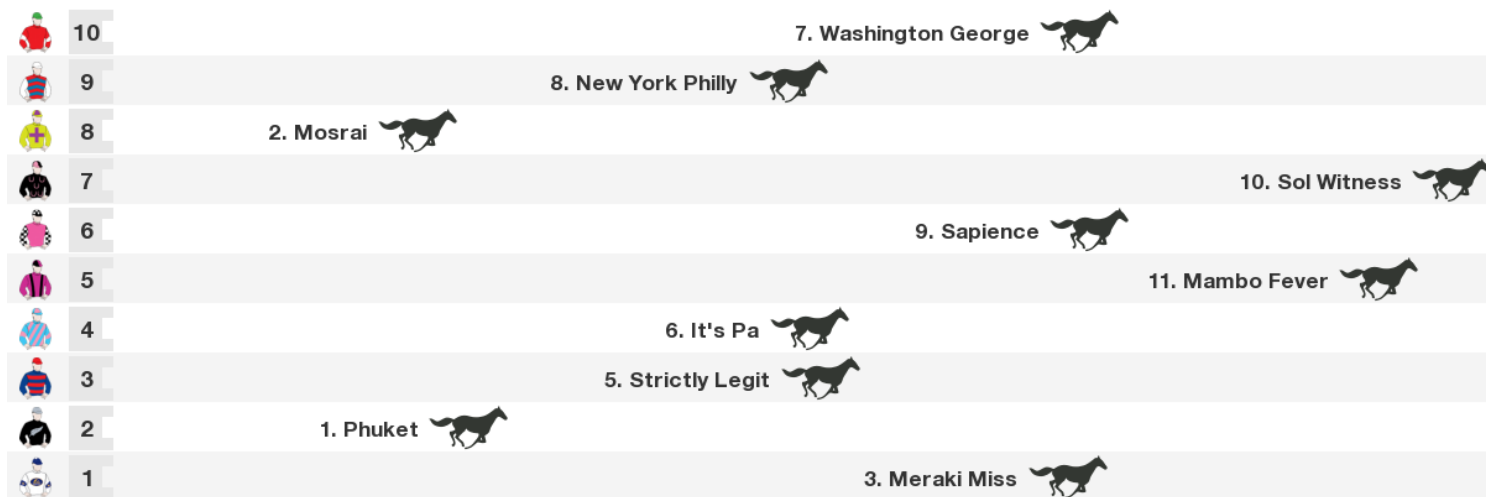 10 7. Washington George
9 8. New York Philly
8 2. Mosrai
7 10. Sol Witness
6 9. Sapience
5 11. Mambo Fever
4 6. It's Pa
3 5. Strictly Legit
2 1. Phuket
1 3. Meraki Miss